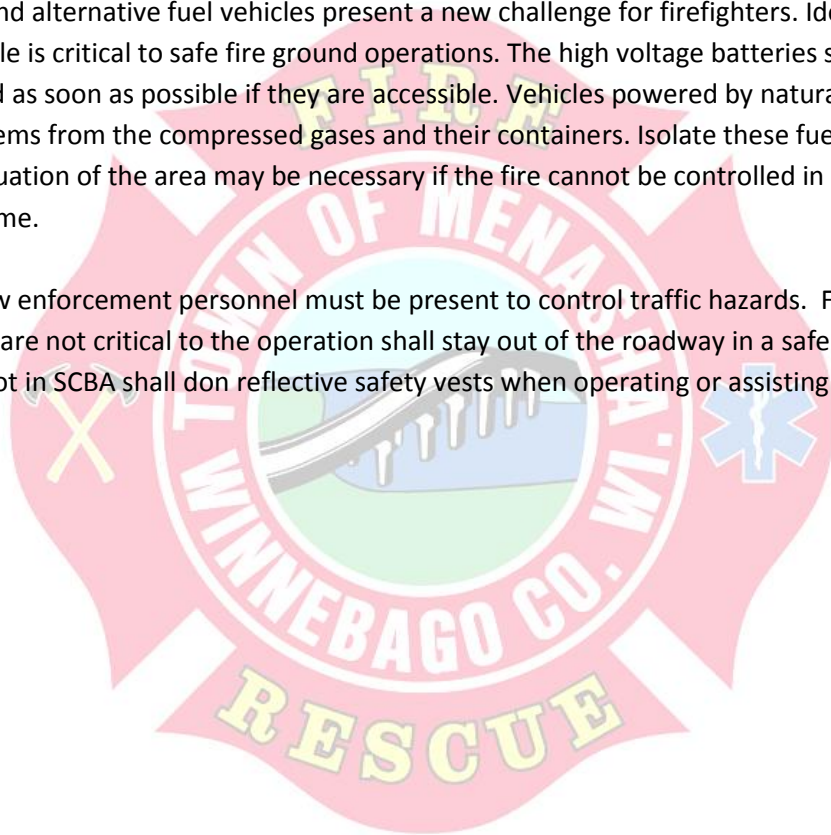 nd alternative fuel vehicles present a new challenge for firefighters. Ide
le is critical to safe fire ground operations. The high voltage batteries s
d as soon as possible if they are accessible. Vehicles powered by natura
ems from the compressed gases and their containers. Isolate these fue
uation of the area may be necessary if the fire cannot be controlled in
me.
w enforcement personnel must be present to control traffic hazards.  F
are not critical to the operation shall stay out of the roadway in a safe
ot in SCBA shall don reflective safety vests when operating or assisting
FIRE
TOWN OF MENASHA, WI.
WINNEBAGO CO.
RESCUE